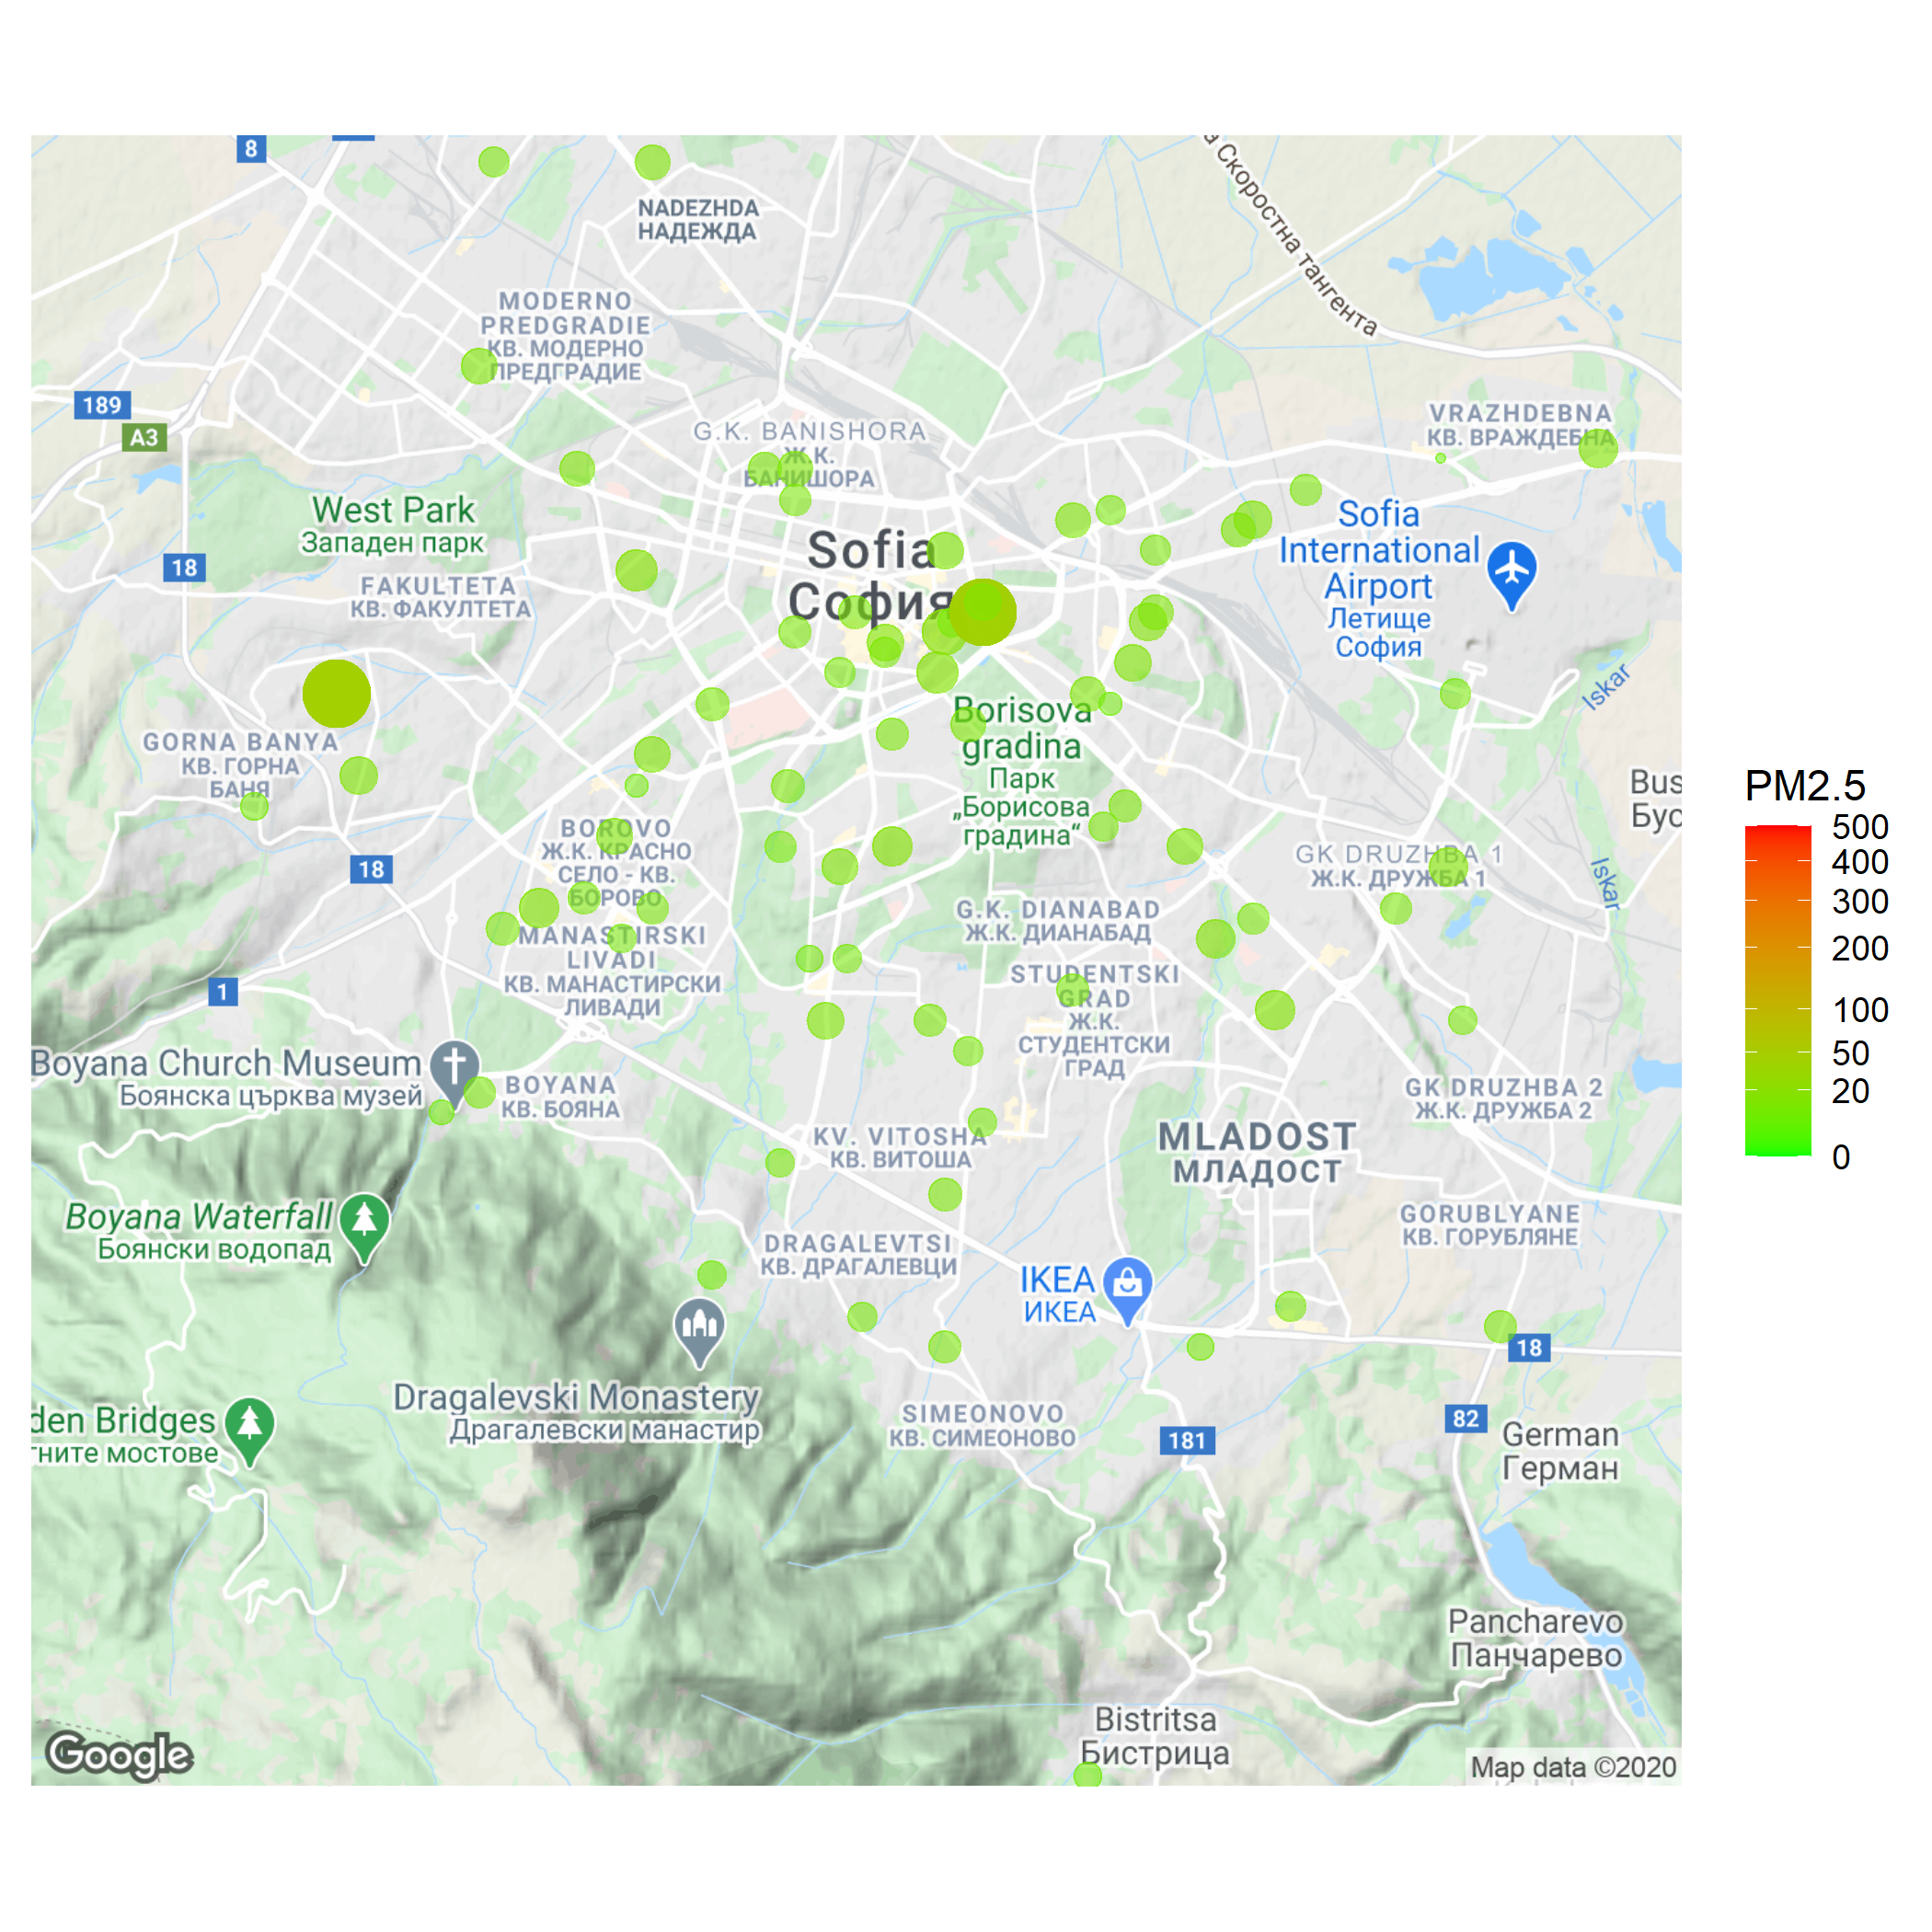 8
а Скоростна тангента
NADEZHDA
НАДЕЖДА
MODERNO
PREDGRADIE
КВ. МОДЕРНО
ПРЕДГРАДИЕ
189
A3
G.K. BANISHORA
Ж.К.
БАНИШОРА
VRAZHDEBNA
КВ. ВРАЖДЕБНА
West Park
Западен парк
18
FAKULTETA
КВ. ФАКУЛТЕТА
Sofia
София
Sofia
International
Airport
Летище
София
Iskar
GORNA BANYA
КВ. ГОРНА
БАНЯ
Borisova
gradina
Парк
„Борисова
градина“
Bus
Бус
PM2.5
500
400
300
200
100
50
20
0
18
BOROVO
Ж.К. КРАСНО
СЕЛО - КВ.
БОРОВО
GK DRUZHBA 1
Ж.К. ДРУЖБА 1
Iskar
MANASTIRSKI
LIVADI
КВ. МАНАСТИРСКИ
ЛИВАДИ
G.K. DIANABAD
Ж.К. ДИАНАБАД
STUDENTSKI
GRAD
Ж.К.
СТУДЕНТСКИ
ГРАД
1
Boyana Church Museum
Боянска църква музей
BOYANA
КВ. БОЯНА
GK DRUZHBA 2
Ж.К. ДРУЖБА 2
KV. VITOSHA
КВ. ВИТОША
MLADOST
МЛАДОСТ
Boyana Waterfall
Боянски водопад
DRAGALEVTSI
КВ. ДРАГАЛЕВЦИ
GORUBLYANE
КВ. ГОРУБЛЯНЕ
IKEA
ИКЕА
18
Dragalevski Monastery
Драгалевски манастир
den Bridges
гните мостове
SIMEONOVO
КВ. СИМЕОНОВО
181
82
German
Герман
Pancharevo
Панчарево
Bistritsa
Бистрица
Google
Map data ©2020